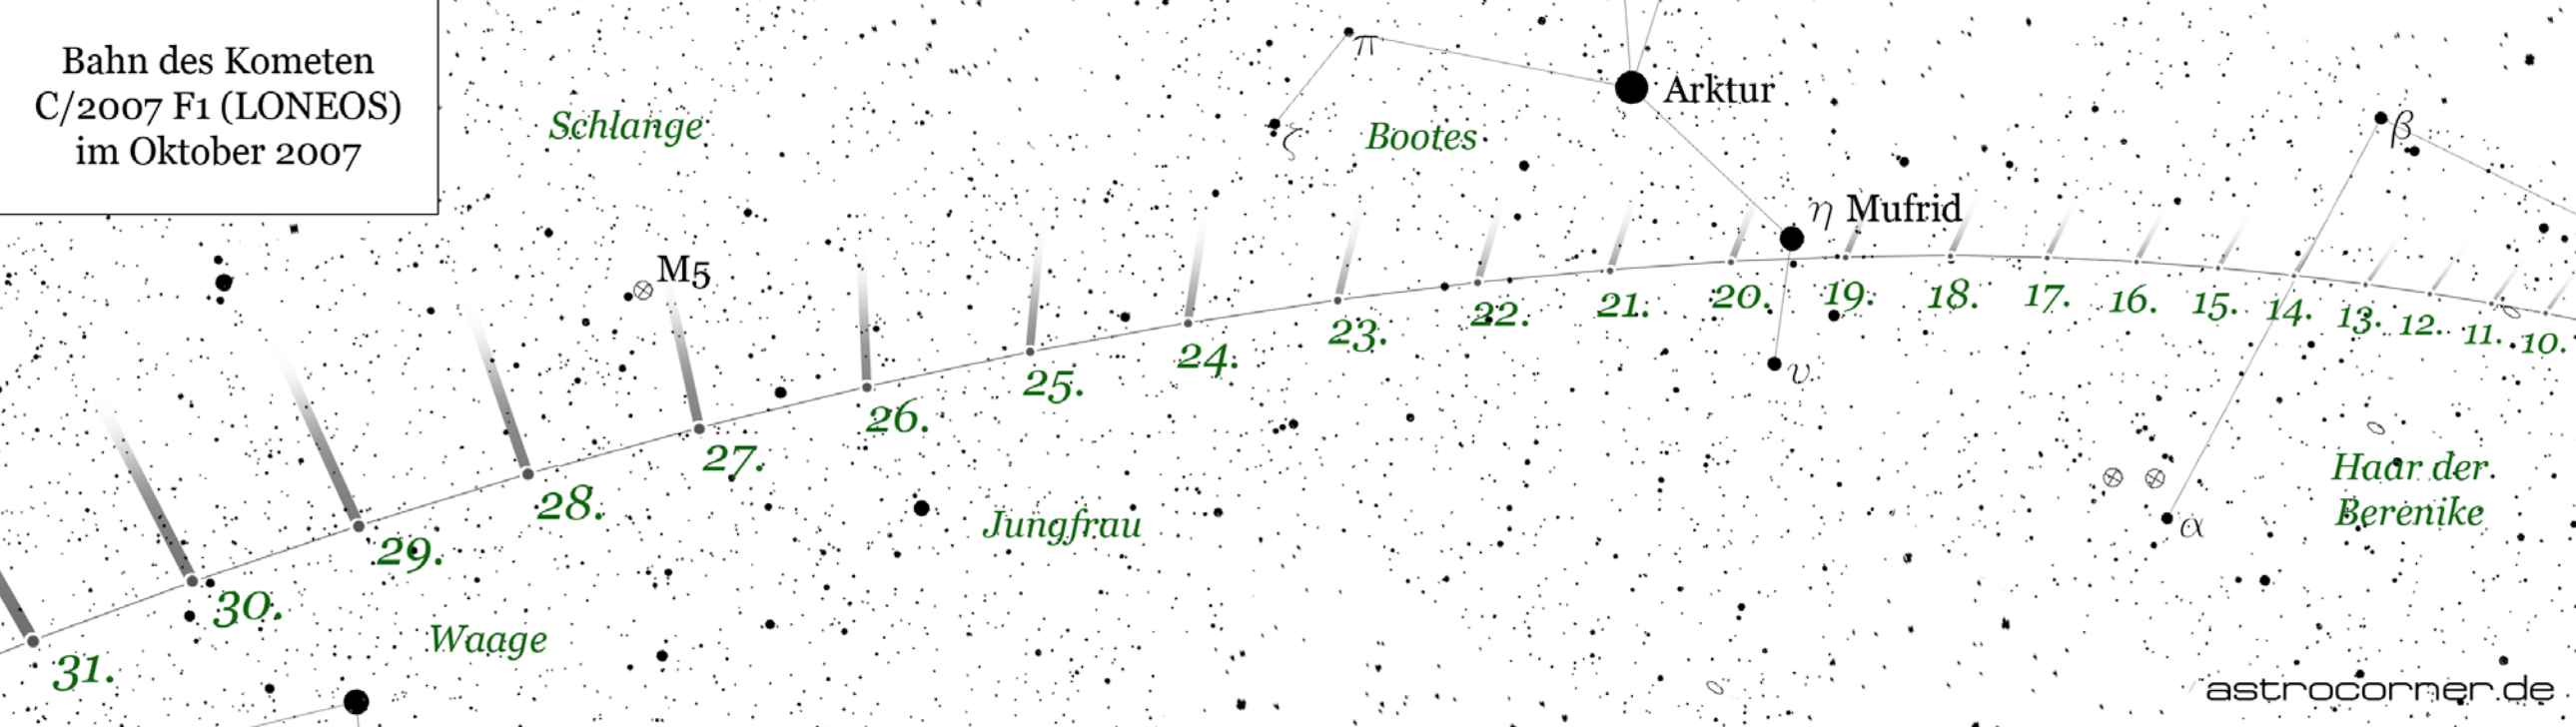 Bahn des Kometen
C/2007 F1 (LONEOS)
im Oktober 2007
π
Arktur
Schlange
ζ
Bootes
β
η Mufrid
M5
31.
30.
29.
28.
27.
26.
25.
24.
23.
22.
21.
20.
19.
18.
17.
16.
15.
14.
13.
12.
11.
10.
υ
Haar der
Berenike
Jungfrau
α
Waage
astrocorner.de